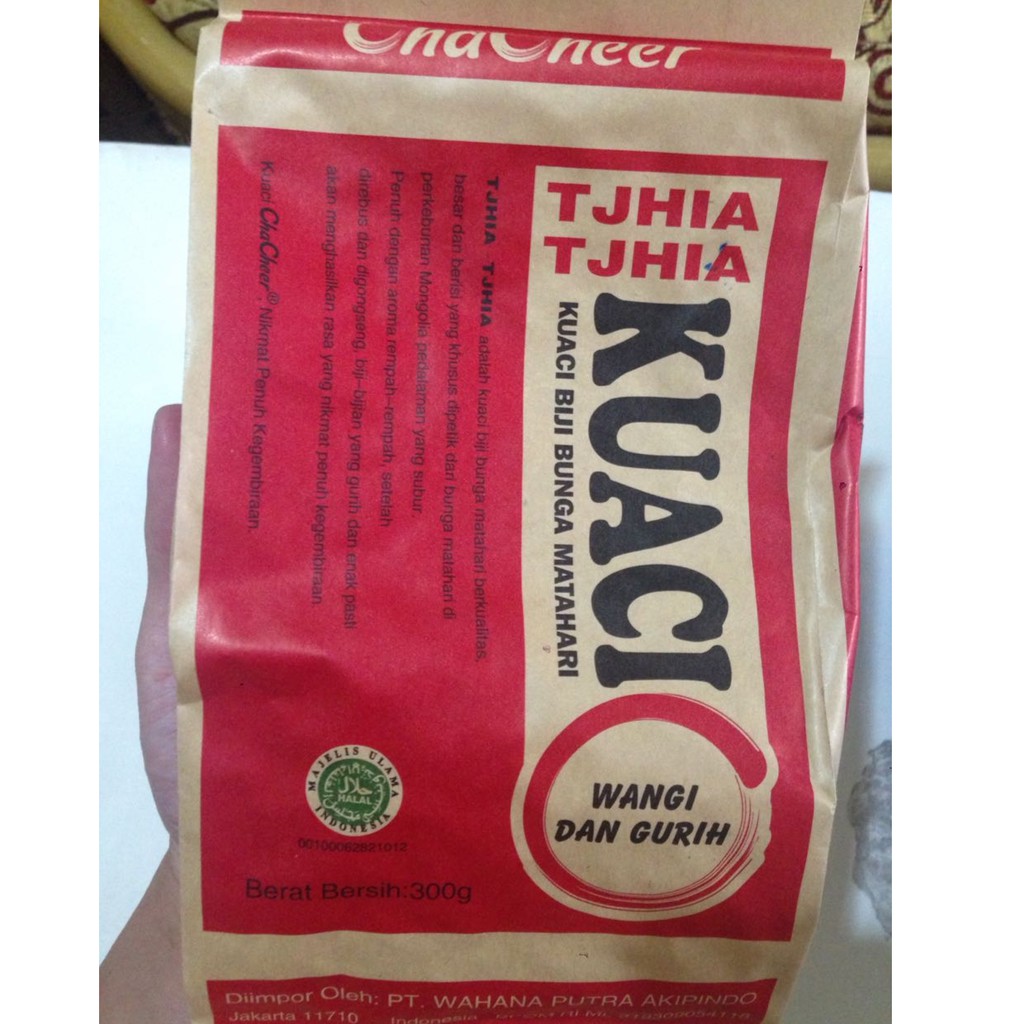 ChaCheer
TJHIA
TJHIA
KUACI
KUACI BIJI BUNGA MATAHARI
WANGI
DAN GURIH
TJHIA TJHIA adalah kuaci biji bunga matahari berkualitas,
besar dan berisi yang khusus dipetik dari bunga matahari di
perkebunan Mongolia pedalaman yang subur.
Penuh dengan aroma rempah-rempah, setelah
direbus dan digongseng, biji-bijian yang gurih dan enak pasti
akan menghasilkan rasa yang nikmat penuh kegembiraan
Kuaci ChaCheer®, Nikmat Penuh Kegembiraan.
MAJELIS ULAMA
حلال
HALAL
INDONESIA
00100062821012
Berat Bersih:300g
Diimpor Oleh: PT. WAHANA PUTRA AKIPINDO
Jakarta 11710 Indonesia